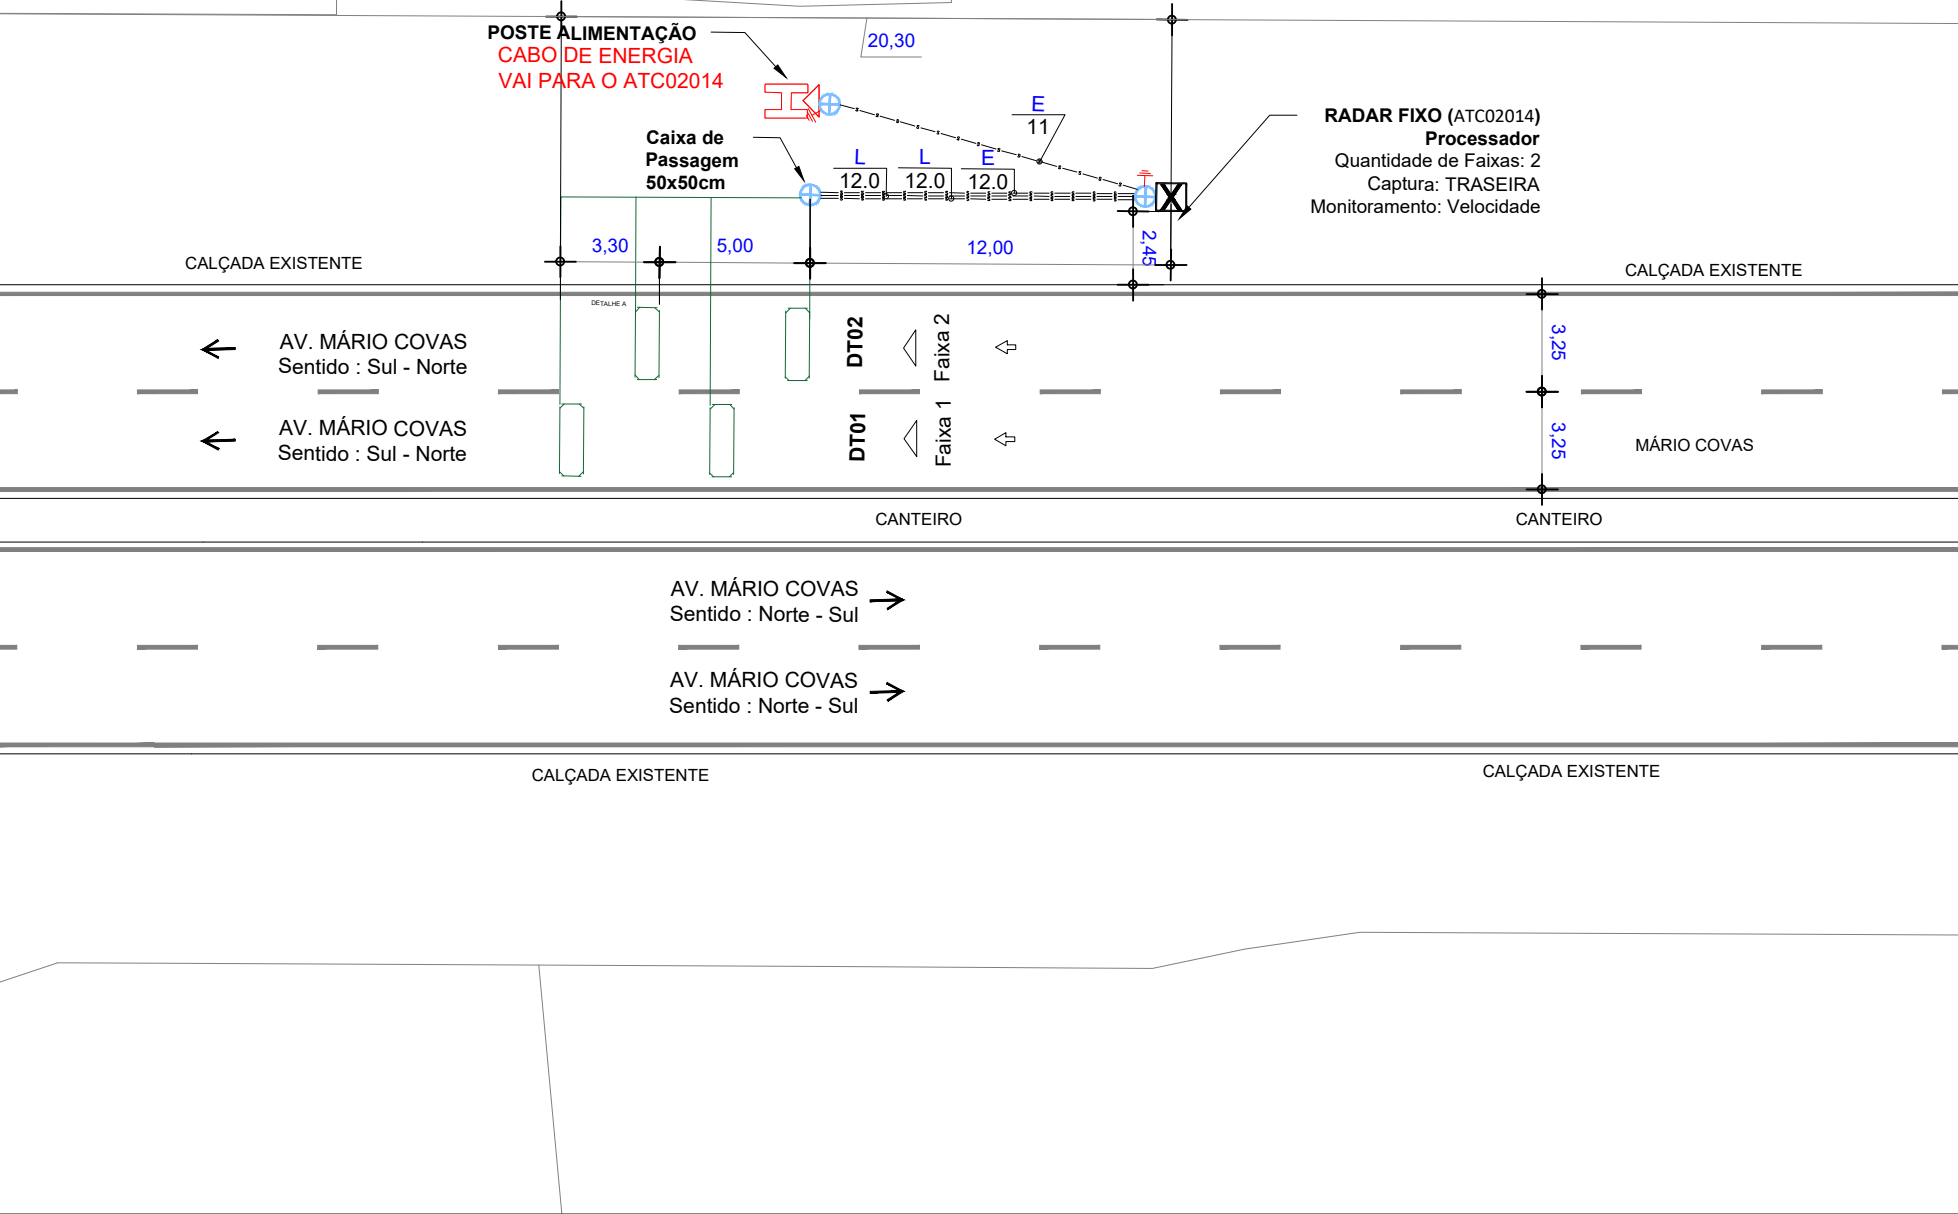 POSTE ALIMENTAÇÃO
CABO DE ENERGIA
VAI PARA O ATC02014
20,30
E
11
Caixa de
Passagem
50x50cm
L
12.0
L
12.0
E
12.0
RADAR FIXO (ATC02014)
Processador
Quantidade de Faixas: 2
Captura: TRASEIRA
Monitoramento: Velocidade
3,30
5,00
12,00
2,45
CALÇADA EXISTENTE
CALÇADA EXISTENTE
DETALHE A
AV. MÁRIO COVAS
Sentido : Sul - Norte
DT02
Faixa 2
3,25
AV. MÁRIO COVAS
Sentido : Sul - Norte
DT01
Faixa 1
3,25
MÁRIO COVAS
CANTEIRO
CANTEIRO
AV. MÁRIO COVAS
Sentido : Norte - Sul
AV. MÁRIO COVAS
Sentido : Norte - Sul
CALÇADA EXISTENTE
CALÇADA EXISTENTE